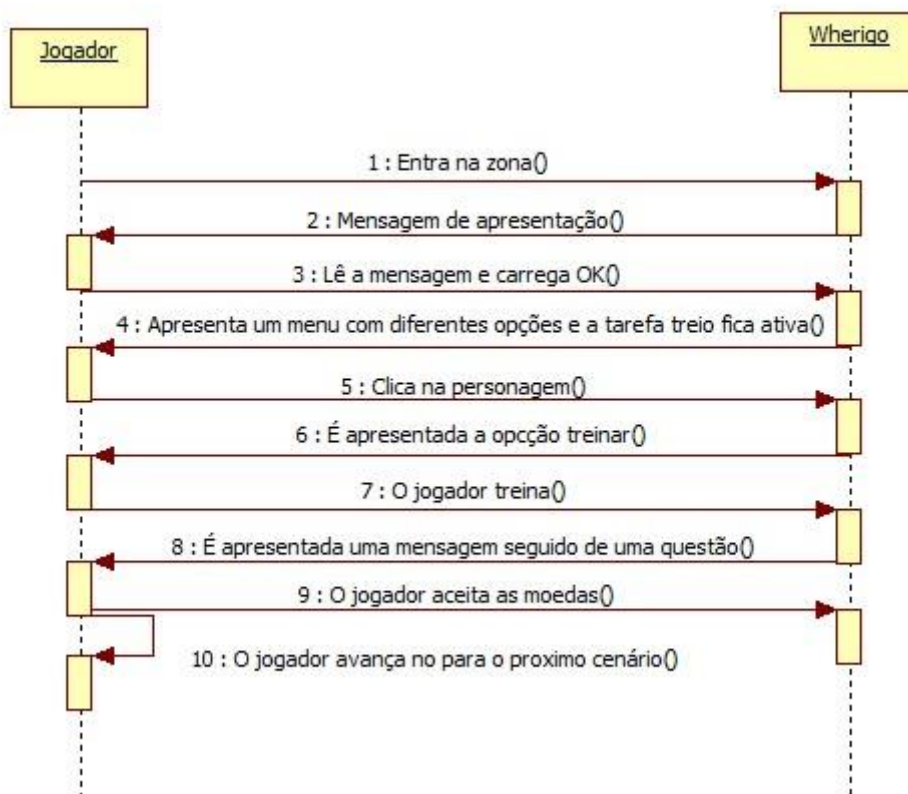 Jogador
Wherigo
1 : Entra na zona()
2 : Mensagem de apresentação()
3 : Lê a mensagem e carrega OK()
4 : Apresenta um menu com diferentes opções e a tarefa treio fica ativa()
5 : Clica na personagem()
6 : É apresentada a opcção treinar()
7 : O jogador treina()
8 : É apresentada uma mensagem seguido de uma questão()
9 : O jogador aceita as moedas()
10 : O jogador avança no para o proximo cenário()